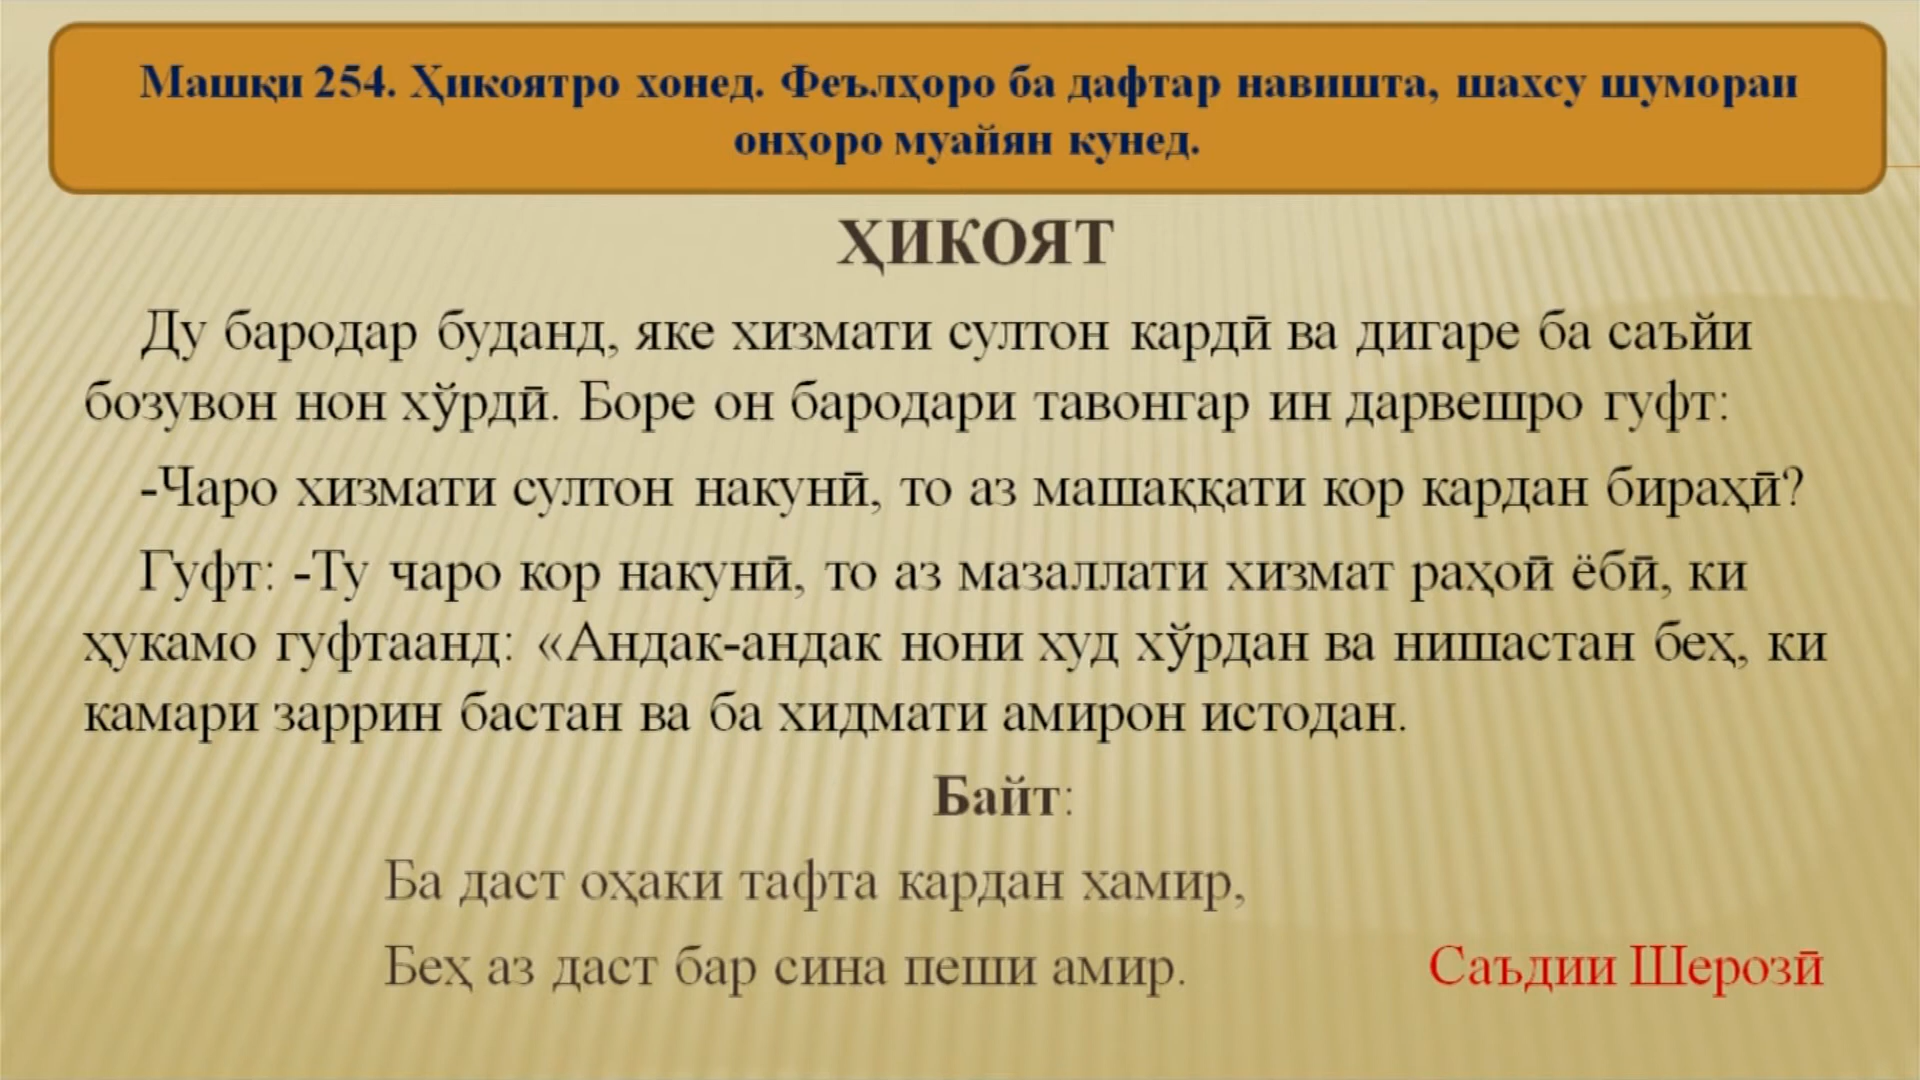 Машқи 254. Ҳикоятро хонед. Феълҳоро ба дафтар навишта, шахсу шумораи
онҳоро муайян кунед.
ҲИКОЯТ
Ду бародар буданд, яке хизмати султон кардӣ ва дигаре ба саъйи
бозувон нон хӯрдӣ. Боре он бародари тавонгар ин дарвешро гуфт:
-Чаро хизмати султон накунӣ, то аз машаққати кор кардан бираҳӣ?
Гуфт: -Ту чаро кор накунӣ, то аз мазаллати хизмат раҳоӣ ёбӣ, ки
ҳукамо гуфтаанд: «Андак-андак нони худ хӯрдан ва нишастан беҳ, ки
камари заррин бастан ва ба хидмати амирон истодан.
Байт:
Ба даст оҳаки тафта кардан хамир,
Беҳ аз даст бар сина пеши амир.
Саъдии Шерозӣ